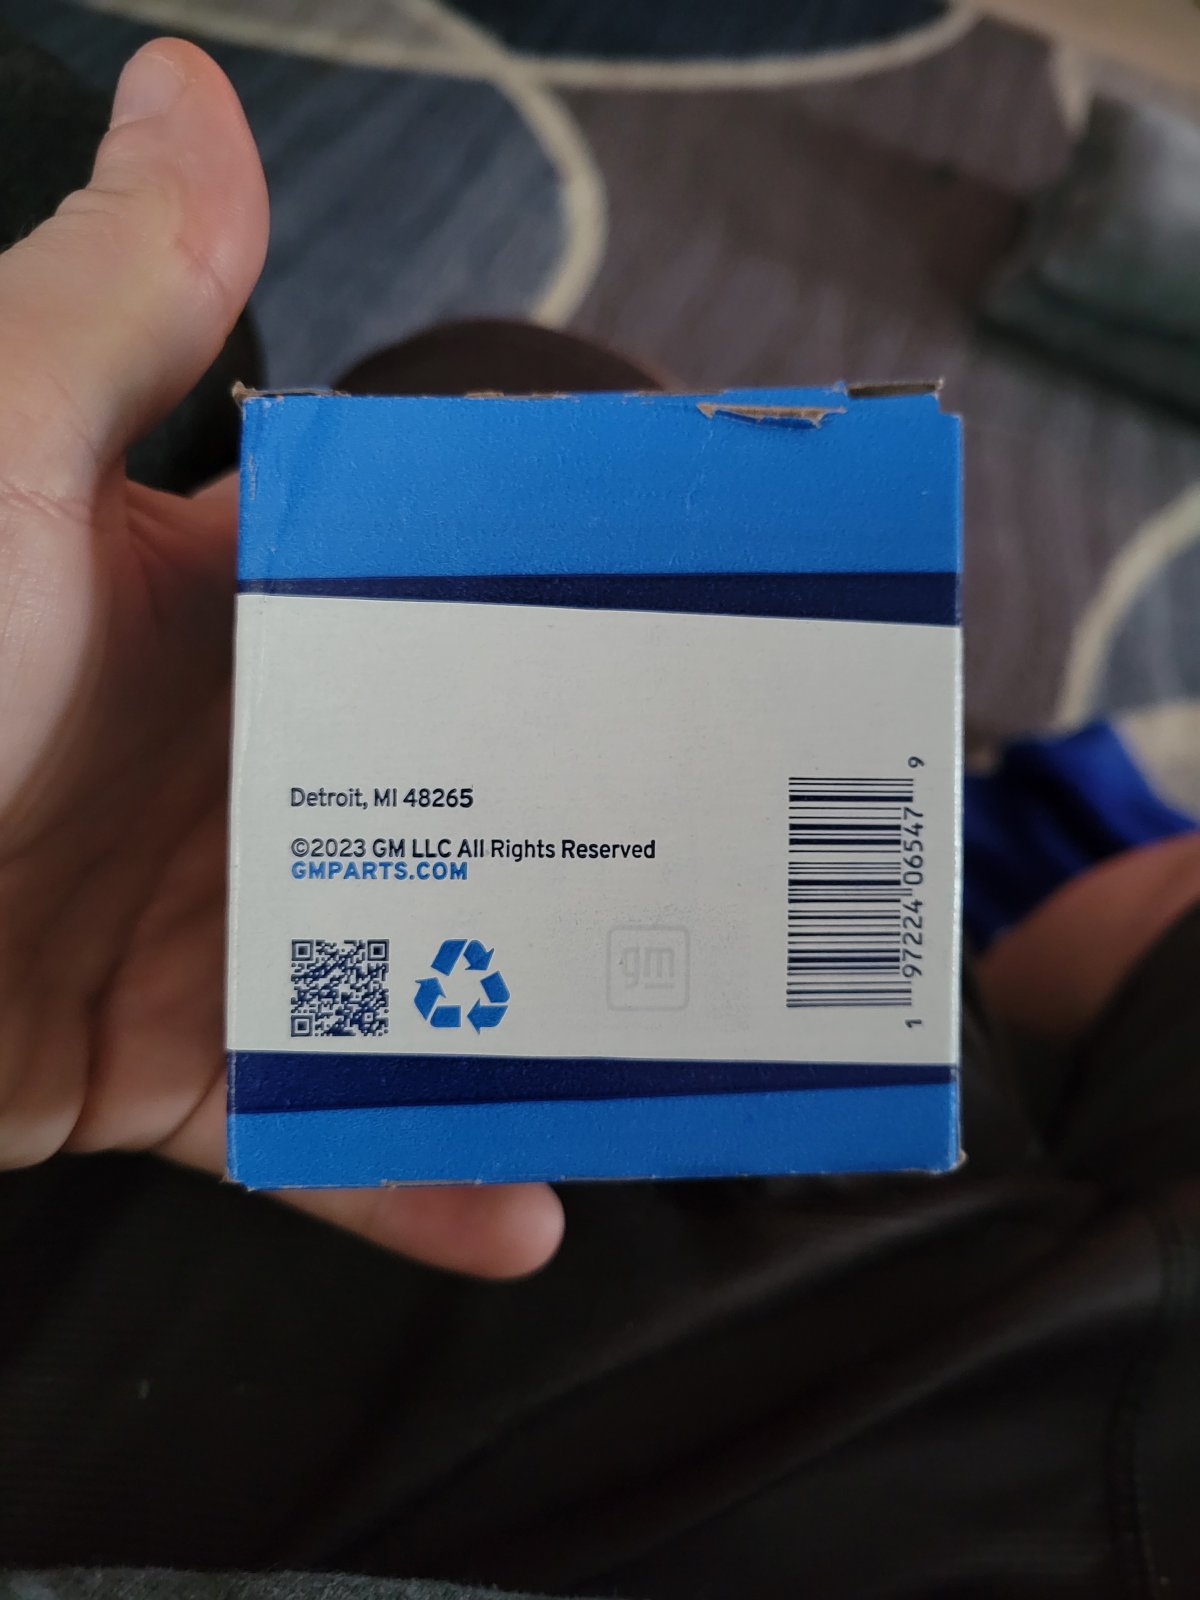 Detroit, MI 48265
©2023 GM LLC All Rights Reserved
GMPARTS.COM
gm
1 97224 06547 9